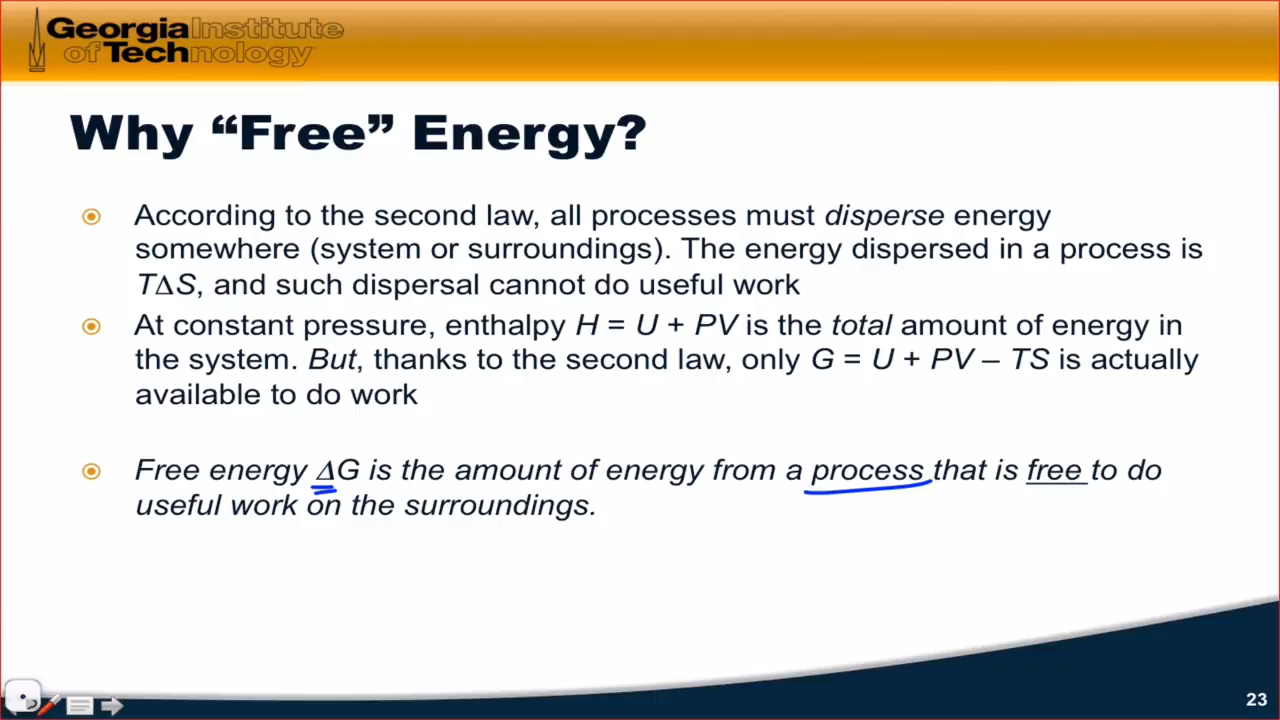 Georgia Institute
of Technology
Why “Free” Energy?
According to the second law, all processes must disperse energy
somewhere (system or surroundings). The energy dispersed in a process is
TΔS, and such dispersal cannot do useful work
At constant pressure, enthalpy H = U + PV is the total amount of energy in
the system. But, thanks to the second law, only G = U + PV – TS is actually
available to do work
Free energy ΔG is the amount of energy from a process that is free to do
useful work on the surroundings.
23